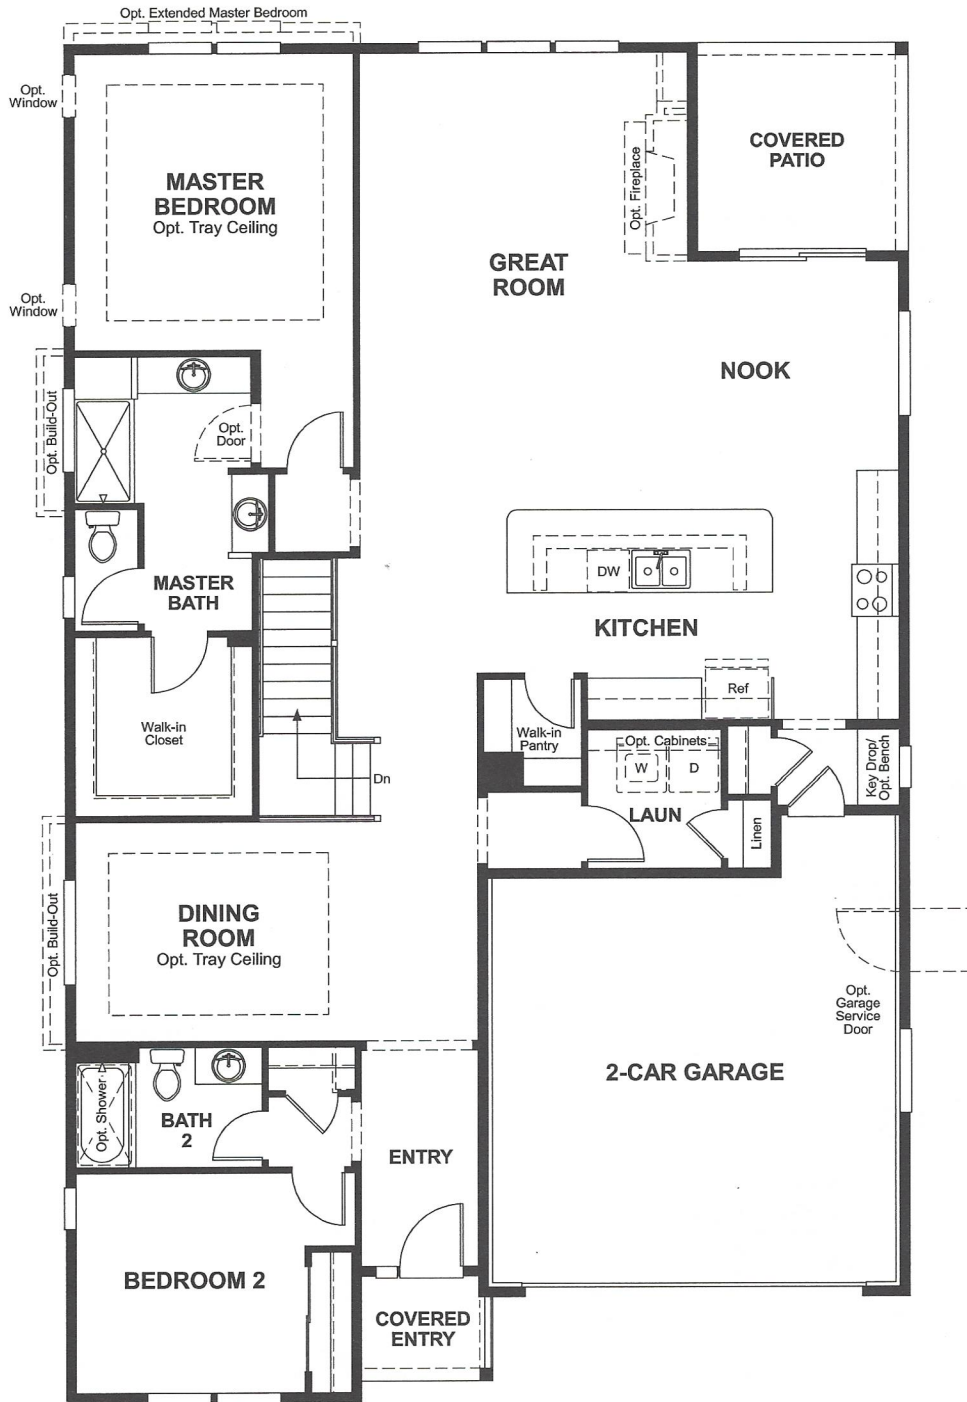 Opt. Extended Master Bedroom
Opt.
Window
MASTER
BEDROOM
Opt. Tray Ceiling
COVERED
PATIO
Opt. Fireplace
GREAT
ROOM
Opt.
Window
NOOK
Opt. Build-Out
Opt.
Door
MASTER
BATH
DW
KITCHEN
Ref
Walk-in
Closet
Walk-in
Pantry
Opt. Cabinets
W
D
Key Drop/
Opt. Bench
Dn
LAUN
Linen
Opt. Build-Out
DINING
ROOM
Opt. Tray Ceiling
Opt.
Garage
Service
Door
2-CAR GARAGE
Opt. Shower
BATH
2
ENTRY
BEDROOM 2
COVERED
ENTRY